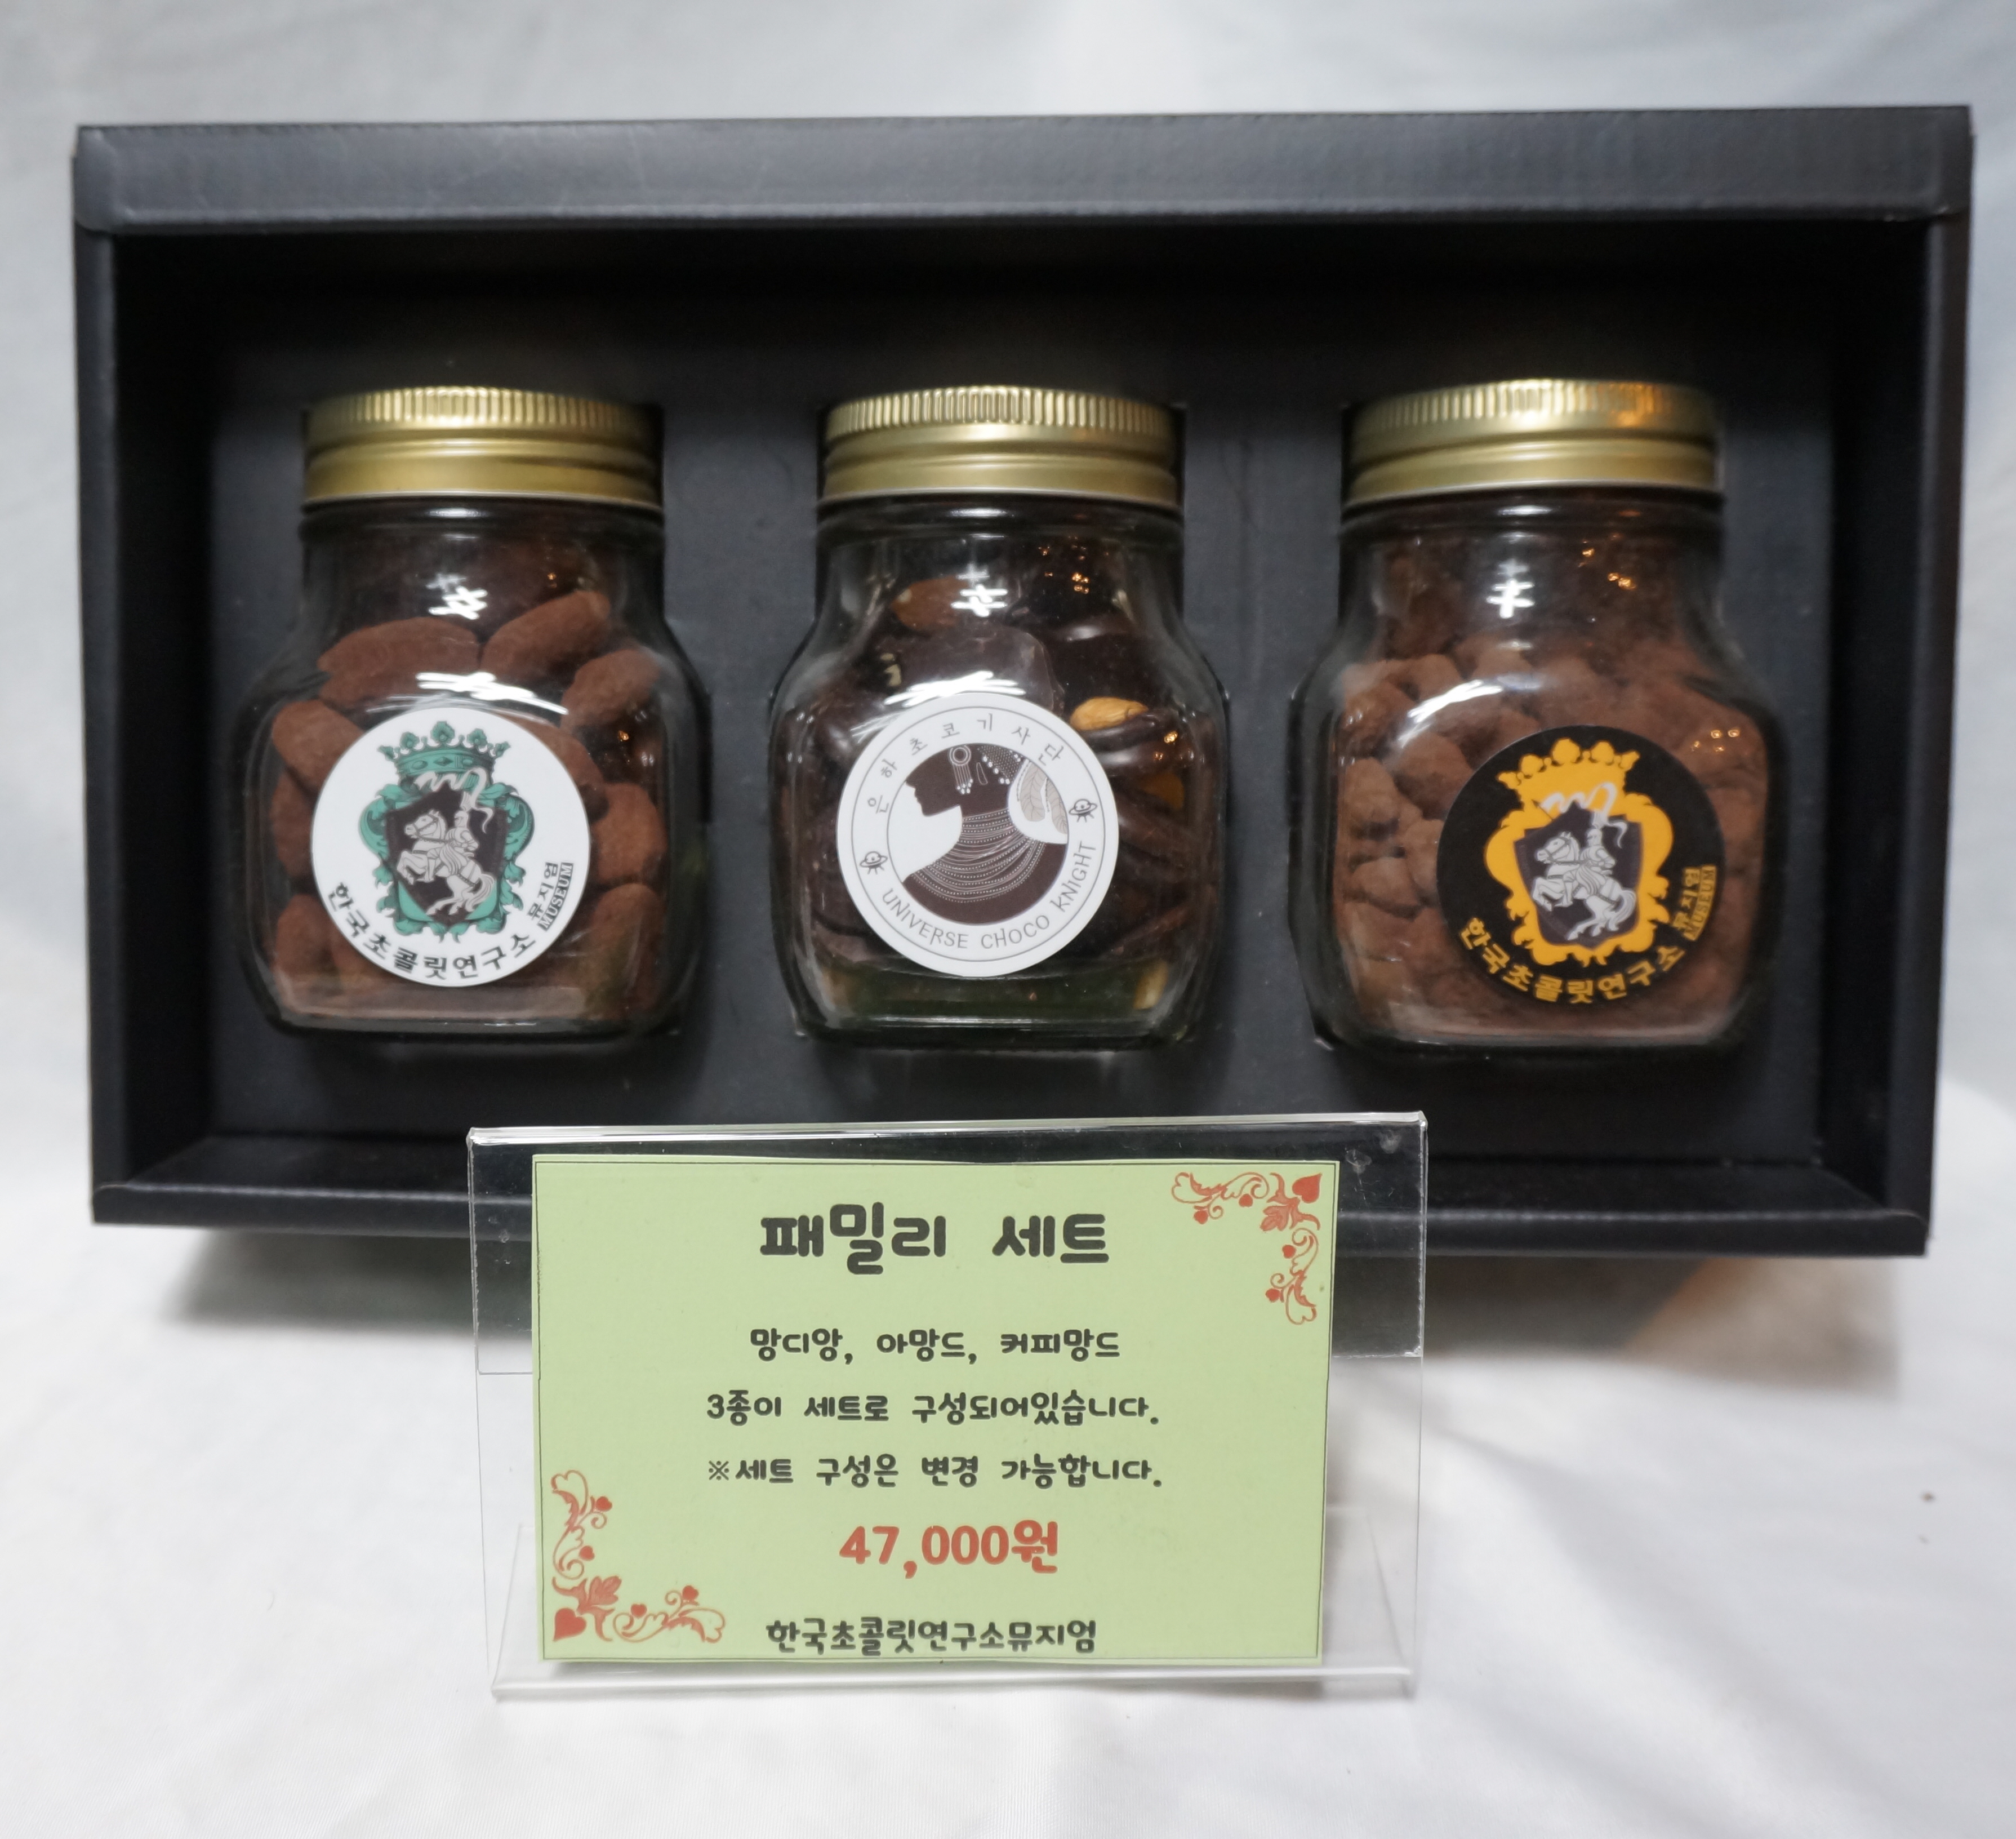 한국초콜릿연구소
뮤지엄
MUSEUM
은하초코기사단
UNIVERSE CHOCO KNIGHT
한국초콜릿연구소
뮤지엄
MUSEUM
패밀리 세트
망디앙, 아망드, 커피망드
3종이 세트로 구성되어있습니다.
※세트 구성은 변경 가능합니다.
47,000원
한국초콜릿연구소뮤지엄